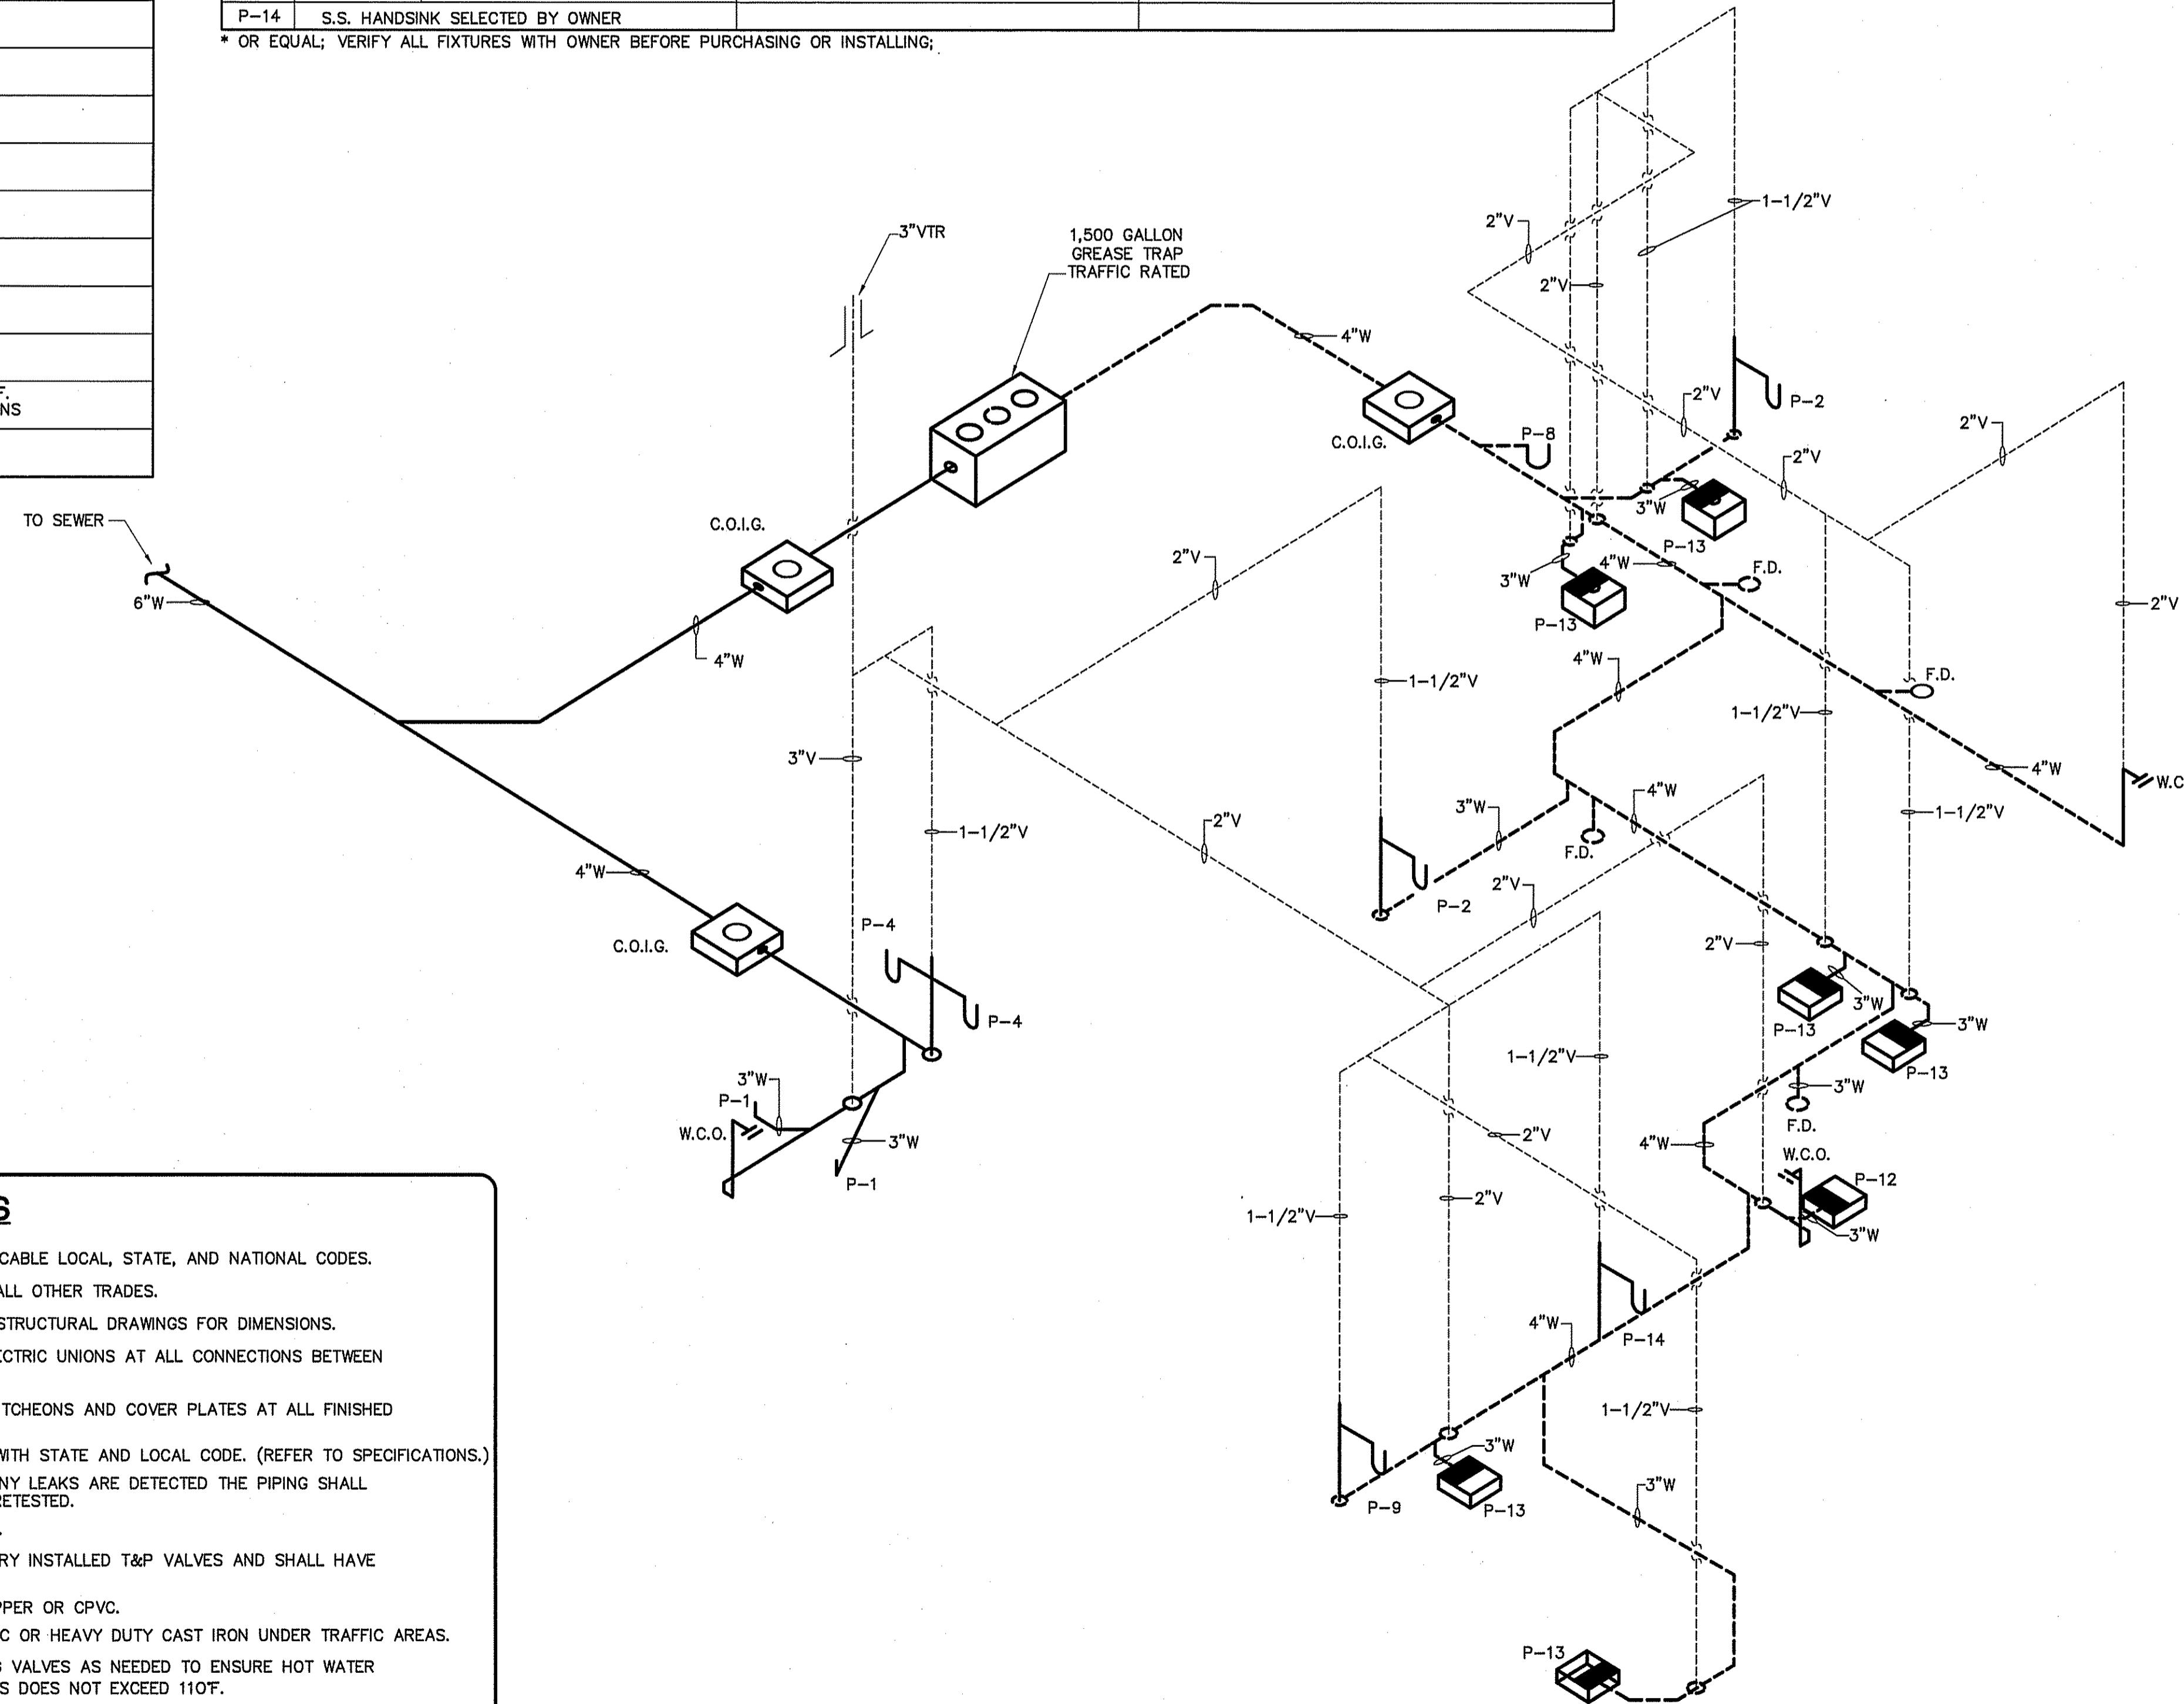 P-14 S.S. HANDSINK SELECTED BY OWNER
* OR EQUAL; VERIFY ALL FIXTURES WITH OWNER BEFORE PURCHASING OR INSTALLING;
F.
NS
3"VTR
1,500 GALLON
GREASE TRAP
TRAFFIC RATED
4"W
C.O.I.G.
P-8
2"V
2"V
1-1/2"V
P-2
2"V
2"V
2"V
2"V
3"W
P-13
3"W
P-13
4"W
F.D.
TO SEWER
6"W
C.O.I.G.
4"W
2"V
1-1/2"V
4"W
1-1/2"V
F.D.
4"W
W.C
1-1/2"V
3"V
1-1/2"V
2"V
3"W
4"W
F.D.
P-2
2"V
2"V
4"W
C.O.I.G.
P-4
P-4
3"W
P-1
W.C.O.
3"W
P-1
P-13
3"W
3"W
P-13
3"W
F.D.
4"W
W.C.O.
P-12
3"W
1-1/2"V
2"V
1-1/2"V
2"V
4"W
P-14
1-1/2"V
P-9
3"W
P-13
3"W
P-13
S
CABLE LOCAL, STATE, AND NATIONAL CODES.
ALL OTHER TRADES.
STRUCTURAL DRAWINGS FOR DIMENSIONS.
ECTRIC UNIONS AT ALL CONNECTIONS BETWEEN
TCHEONS AND COVER PLATES AT ALL FINISHED
WITH STATE AND LOCAL CODE. (REFER TO SPECIFICATIONS.)
NY LEAKS ARE DETECTED THE PIPING SHALL
RETESTED.
RY INSTALLED T&P VALVES AND SHALL HAVE
PPER OR CPVC.
C OR HEAVY DUTY CAST IRON UNDER TRAFFIC AREAS.
G VALVES AS NEEDED TO ENSURE HOT WATER
S DOES NOT EXCEED 110°F.